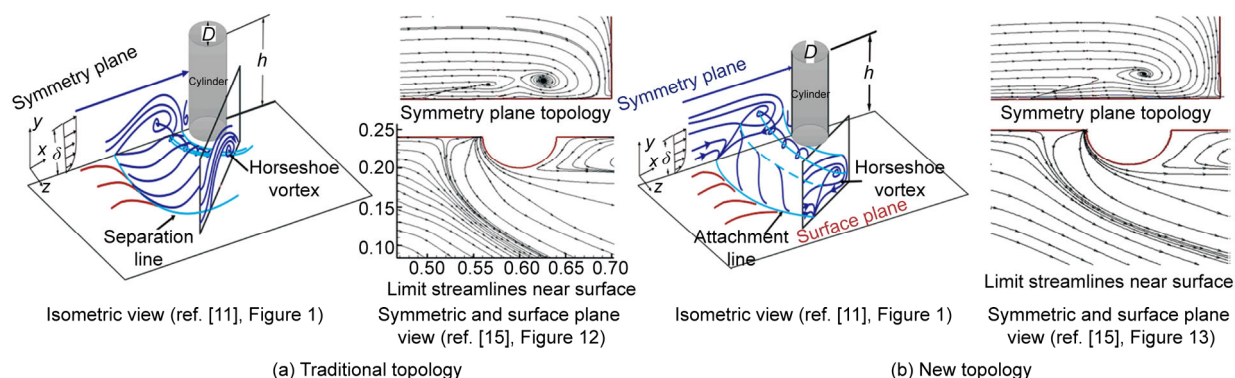 D
h
Cylinder
Symmetry plane
y
x
δ
z
Horseshoe
vortex
Separation
line
Isometric view (ref. [11], Figure 1)
Symmetry plane topology
0.25
0.20
0.15
0.10
0.50 0.55 0.60 0.65 0.70
Limit streamlines near surface
Symmetric and surface plane
view (ref. [15], Figure 12)
(a) Traditional topology
D
h
Cylinder
Symmetry plane
y
x
δ
z
Horseshoe
vortex
Attachment
line
Surface plane
Isometric view (ref. [11], Figure 1)
Symmetry plane topology
Limit streamlines near surface
Symmetric and surface plane
view (ref. [15], Figure 13)
(b) New topology